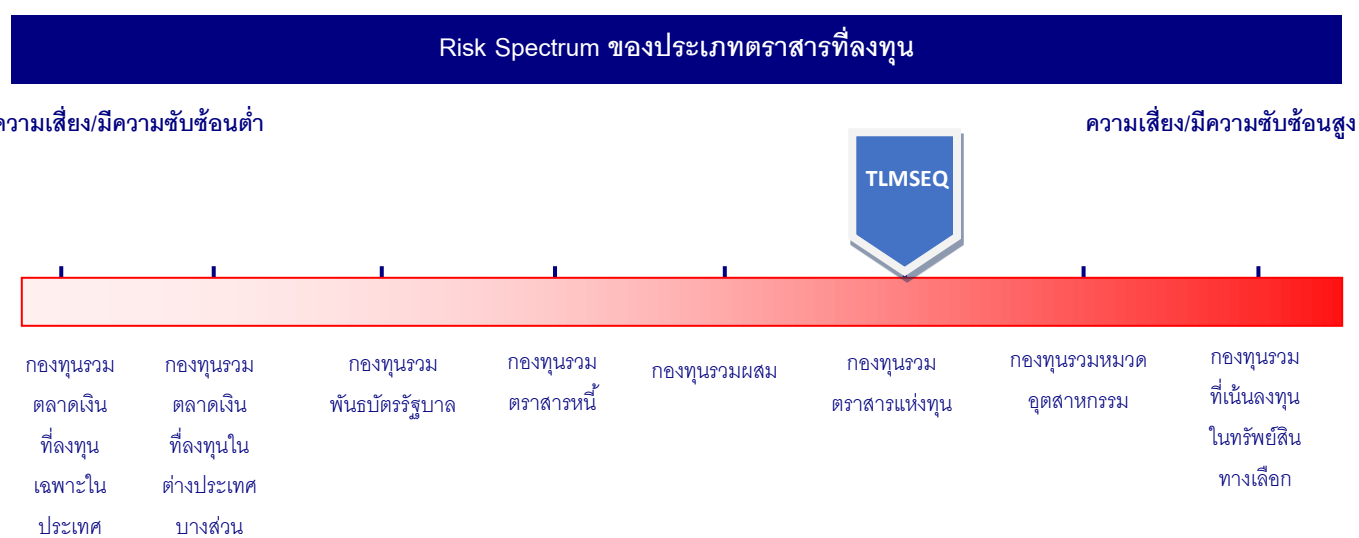 Risk Spectrum ของประเภทตราสารที่ลงทุน
ความเสี่ยง/มีความซับซ้อนต่ำ
ความเสี่ยง/มีความซับซ้อนสูง
TLMSEQ
กองทุนรวม
ตลาดเงิน
ที่ลงทุน
เฉพาะใน
ประเทศ
กองทุนรวม
ตลาดเงิน
ที่ลงทุนใน
ต่างประเทศ
บางส่วน
กองทุนรวม
พันธบัตรรัฐบาล
กองทุนรวม
ตราสารหนี้
กองทุนรวมผสม
กองทุนรวม
ตราสารแห่งทุน
กองทุนรวมหมวด
อุตสาหกรรม
กองทุนรวม
ที่เน้นลงทุน
ในทรัพย์สิน
ทางเลือก